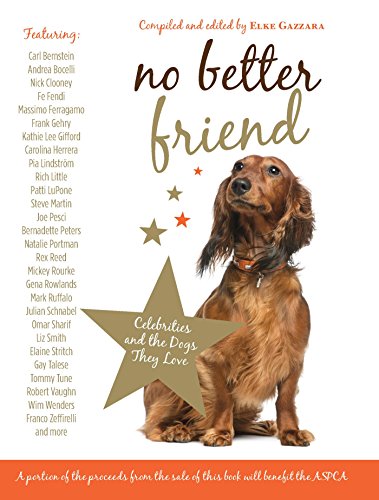 Compiled and edited by Elke Gazzara
Featuring:
Carl Bernstein
Andrea Bocelli
Nick Clooney
Fe Fendi
Massimo Ferragamo
Frank Gehry
Kathie Lee Gifford
Carolina Herrera
Pia Lindström
Rich Little
Patti LuPone
Steve Martin
Joe Pesci
Bernadette Peters
Natalie Portman
Rex Reed
Mickey Rourke
Gena Rowlands
Mark Ruffalo
Julian Schnabel
Omar Sharif
Liz Smith
Elaine Stritch
Gay Talese
Tommy Tune
Robert Vaughn
Wim Wenders
Franco Zeffirelli
and more
no better
friend
Celebrities
and the Dogs
They Love
A portion of the proceeds from the sale of this book will benefit the ASPCA